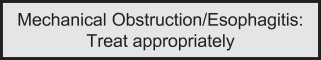 Mechanical Obstruction/Esophagitis:
Treat appropriately